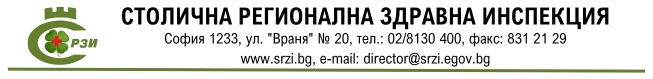 СТОЛИЧНА РЕГИОНАЛНА ЗДРАВНА ИНСПЕКЦИЯ
РЗИ
София 1233, ул. "Враня" № 20, тел.: 02/8130 400, факс: 831 21 29
www.srzi.bg, e-mail: director@srzi.egov.bg